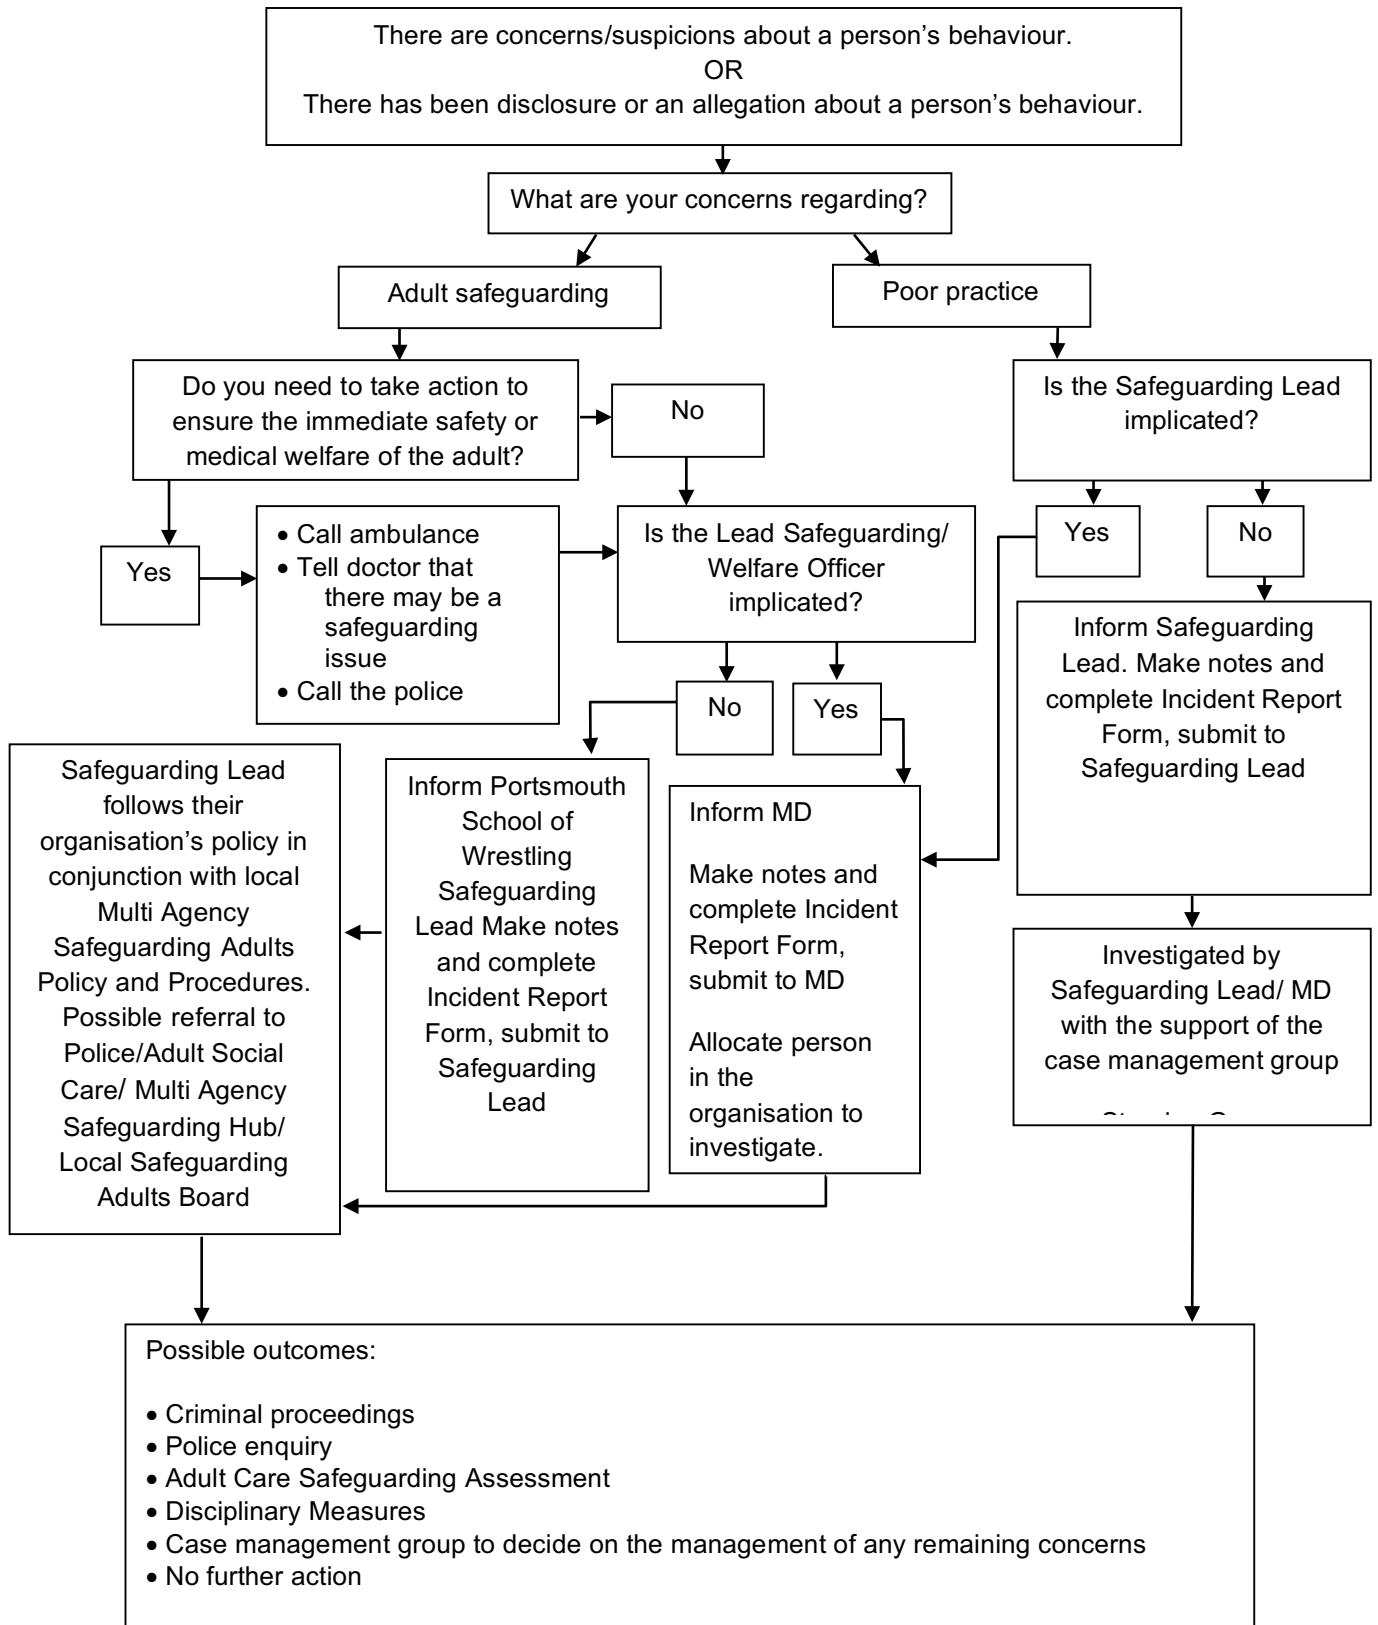 There are concerns/suspicions about a person’s behaviour.
OR
There has been disclosure or an allegation about a person’s behaviour.
What are your concerns regarding?
Adult safeguarding
Poor practice
Do you need to take action to
ensure the immediate safety or
medical welfare of the adult?
No
Is the Safeguarding Lead
implicated?
Yes
• Call ambulance
• Tell doctor that
there may be a
safeguarding
issue
• Call the police
Is the Lead Safeguarding/
Welfare Officer
implicated?
Yes
No
No
Yes
Inform Safeguarding
Lead. Make notes and
complete Incident Report
Form, submit to
Safeguarding Lead
Safeguarding Lead
follows their
organisation’s policy in
conjunction with local
Multi Agency
Safeguarding Adults
Policy and Procedures.
Possible referral to
Police/Adult Social
Care/ Multi Agency
Safeguarding Hub/
Local Safeguarding
Adults Board
Inform Portsmouth
School of
Wrestling
Safeguarding
Lead Make notes
and complete
Incident Report
Form, submit to
Safeguarding
Lead
Inform MD
Make notes and
complete Incident
Report Form,
submit to MD
Allocate person
in the
organisation to
investigate.
Investigated by
Safeguarding Lead/ MD
with the support of the
case management group
Possible outcomes:
• Criminal proceedings
• Police enquiry
• Adult Care Safeguarding Assessment
• Disciplinary Measures
• Case management group to decide on the management of any remaining concerns
• No further action